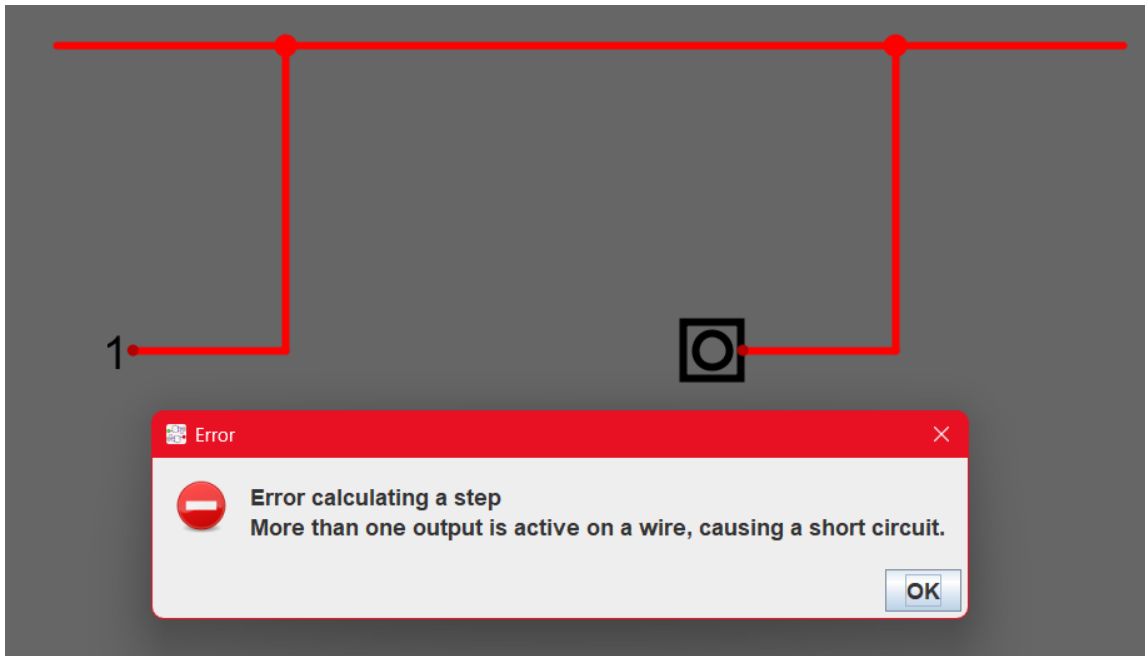 1
Error
Error calculating a step
More than one output is active on a wire, causing a short circuit.
OK